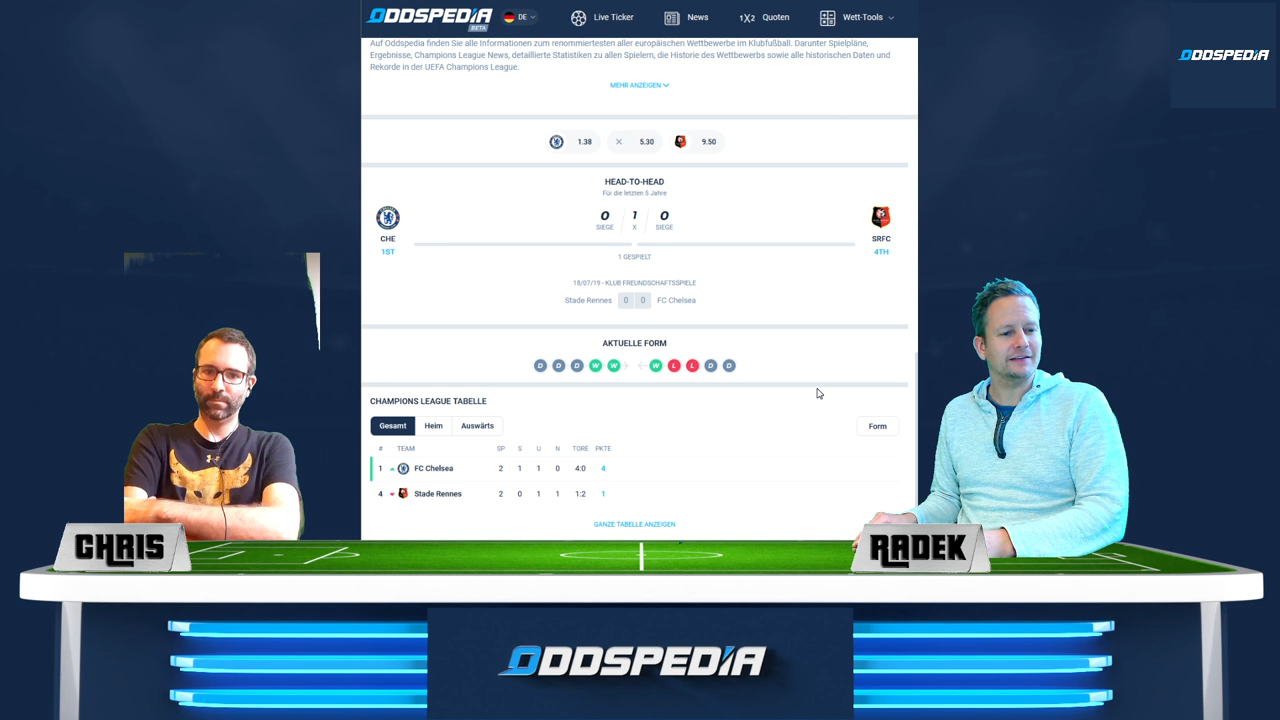 ODDSPEDIA
BETA
DE
Live Ticker
News
1X2 Quoten
Wett-Tools
ODDSPEDIA
Auf Oddspedia finden Sie alle Informationen zum renommiertesten aller europäischen Wettbewerbe im Klubfußball. Darunter Spielpläne,
Ergebnisse, Champions League News, detaillierte Statistiken zu allen Spielern, die Historie des Wettbewerbs sowie alle historischen Daten und
Rekorde in der UEFA Champions League.
MEHR ANZEIGEN
1.38 X 5.30 9.50
HEAD-TO-HEAD
Für die letzten 5 Jahre
0 / 1 / 0
SIEGE X SIEGE
CHE SRFC
1ST 4TH
1 GESPIELT
18/07/19 - KLUB FREUNDSCHAFTSSPIELE
Stade Rennes 0 0 FC Chelsea
AKTUELLE FORM
D D D W W W L L D D
CHAMPIONS LEAGUE TABELLE
Gesamt Heim Auswärts Form
# TEAM SP S U N TORE PKTE
1 FC Chelsea 2 1 1 0 4:0 4
4 Stade Rennes 2 0 1 1 1:2 1
GANZE TABELLE ANZEIGEN
CHRIS
RADEK
ODDSPEDIA